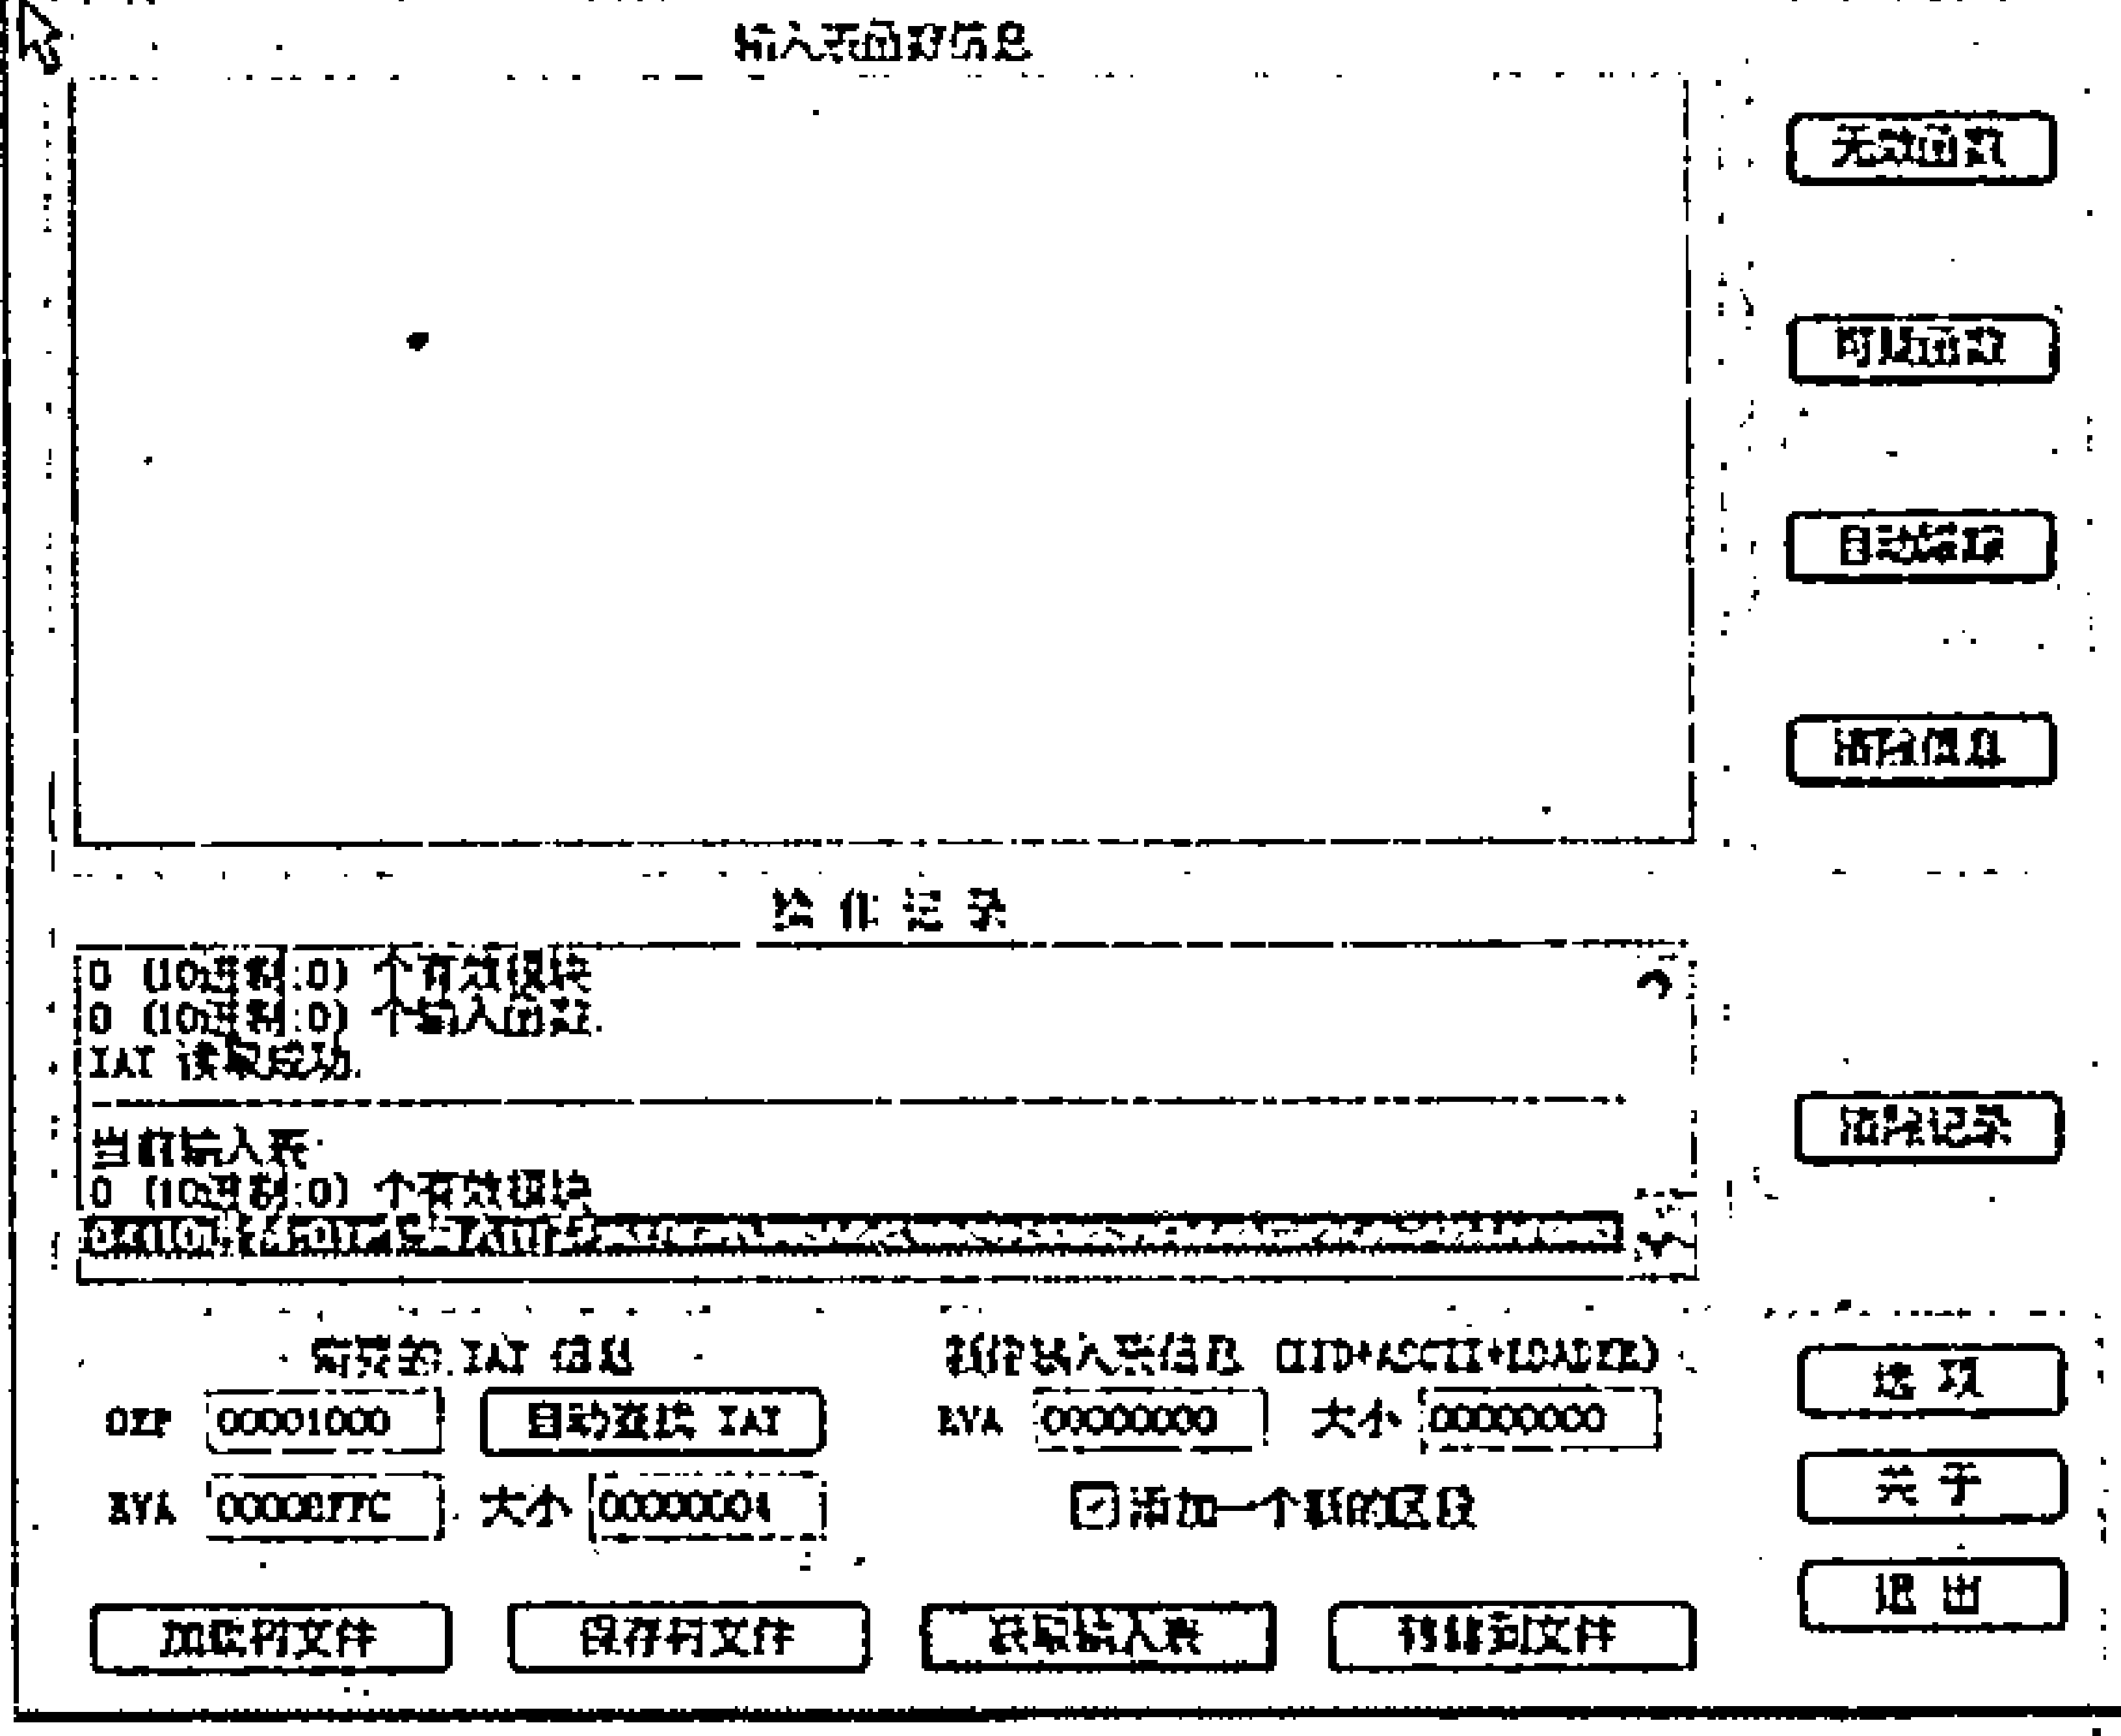 输入表函数信息
无效函数
可疑函数
自动跟踪
清除信息
操 作 记 录
0 (10进制:0) 个有效模块
0 (10进制:0) 个输入函数.
IAT 读取成功.
当前输入表:
0 (10进制:0) 个有效模块
清除记录
需要的 IAT 信息
新的输入表信息 (IID+ASCII+LOADER)
选 项
OEP 00001000 自动查找 IAT
RVA 00000000 大小 00000000
关 于
RVA
大小 00000004
添加一个新的区段
退 出
加载树文件
保存树文件
获取输入表
转储到文件